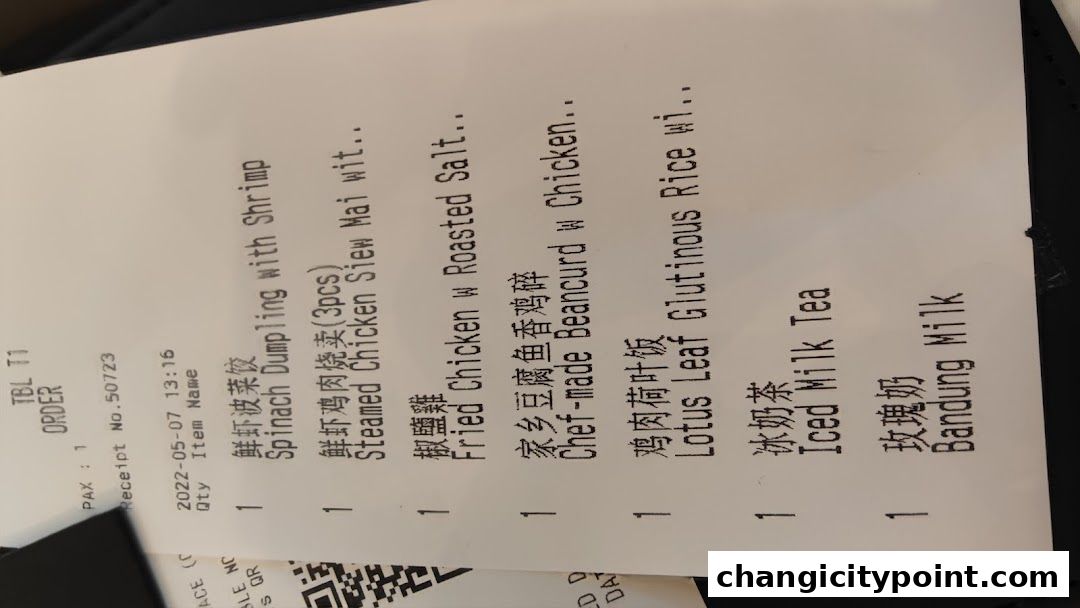 TBL T1
ORDER
PAX : 1
Receipt No.50723
2022-05-07 13:16
Qty Item Name
1 鲜虾菠菜饺
Spinach Dumpling with Shrimp
1 鲜虾鸡肉烧卖(3pcs)
Steamed Chicken Siew Mai wit..
1 椒鹽雞
Fried Chicken w Roasted Salt..
1 家乡豆腐鱼香鸡碎
Chef-made Beancurd w Chicken..
1 鸡肉荷叶饭
Lotus Leaf Glutinous Rice wi..
1 冰奶茶
Iced Milk Tea
1 玫瑰奶
Bandung Milk
changicitypoint.com